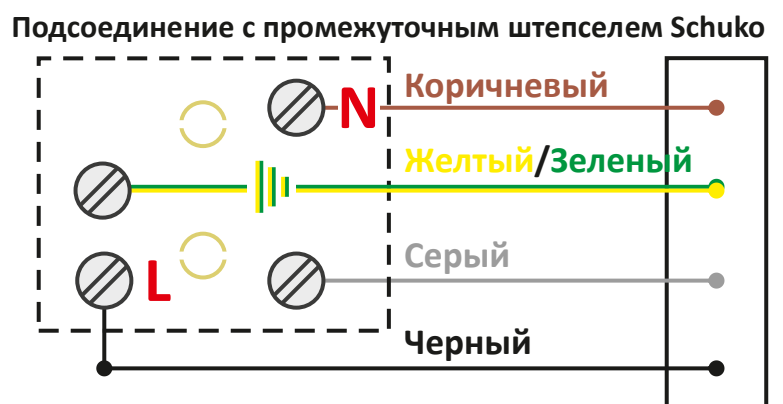 Подсоединение с промежуточным штепселем Schuko
N
Коричневый
Желтый/Зеленый
L
Серый
Черный